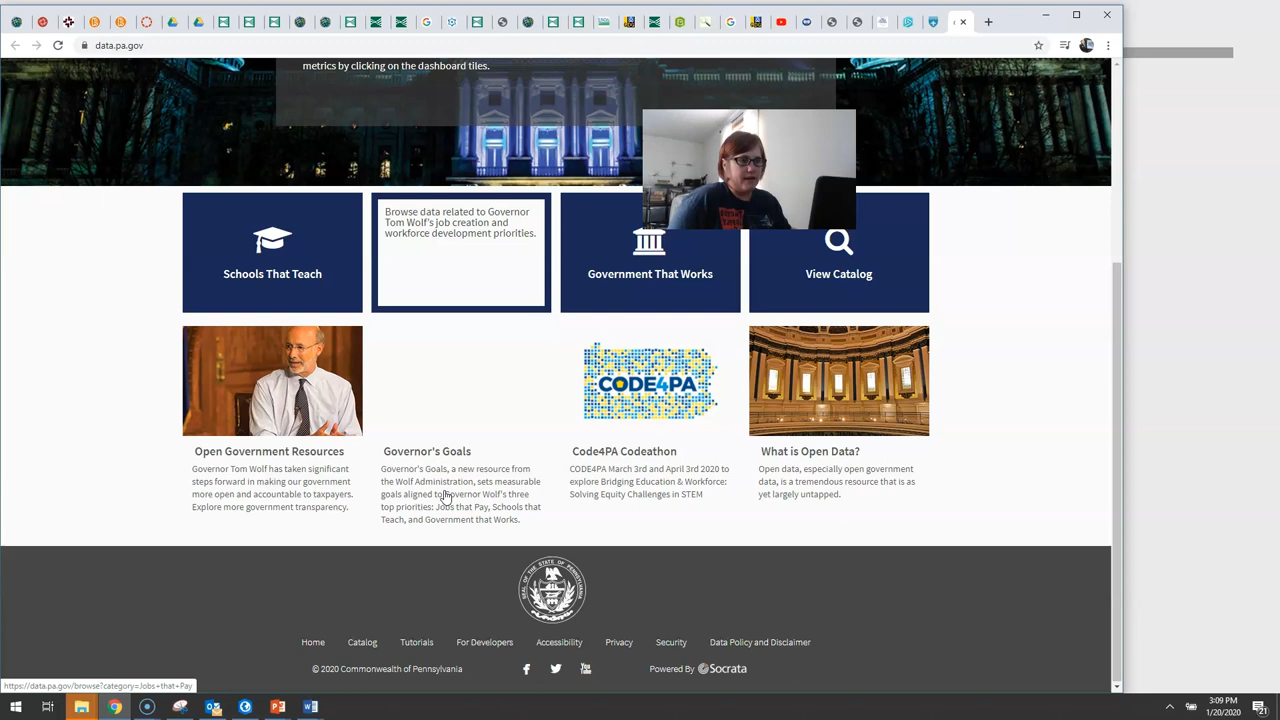 data.pa.gov
metrics by clicking on the dashboard tiles.
Schools That Teach
Browse data related to Governor
Tom Wolf's job creation and
workforce development priorities.
Government That Works
View Catalog
CODE4PA
Open Government Resources
Governor Tom Wolf has taken significant
steps forward in making our government
more open and accountable to taxpayers.
Explore more government transparency.
Governor's Goals
Governor's Goals, a new resource from
the Wolf Administration, sets measurable
goals aligned to Governor Wolf's three
top priorities: Jobs that Pay, Schools that
Teach, and Government that Works.
Code4PA Codeathon
CODE4PA March 3rd and April 3rd 2020 to
explore Bridging Education & Workforce:
Solving Equity Challenges in STEM
What is Open Data?
Open data, especially open government
data, is a tremendous resource that is as
yet largely untapped.
Home Catalog Tutorials For Developers Accessibility Privacy Security Data Policy and Disclaimer
© 2020 Commonwealth of Pennsylvania
Powered By Socrata
https://data.pa.gov/browse?category=Jobs+that+Pay
3:09 PM
1/20/2020
21